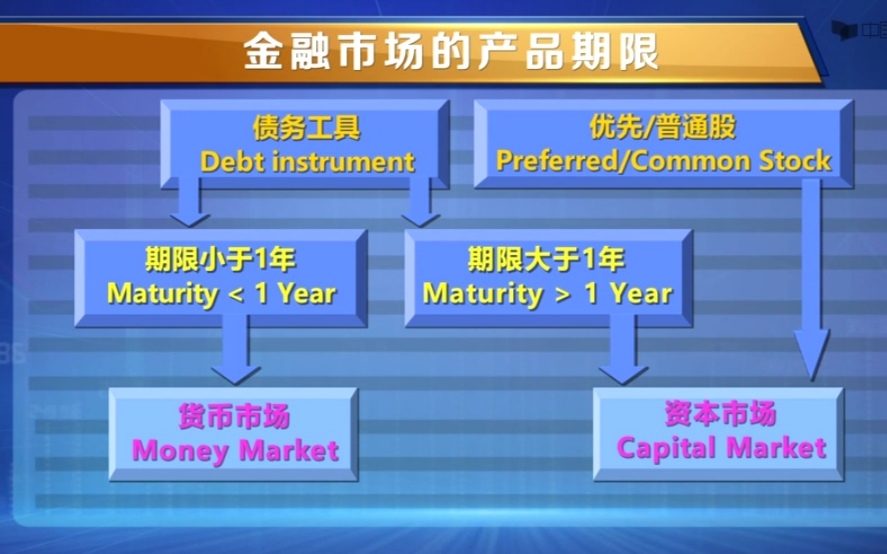 金融市场的产品期限
债务工具
Debt instrument
优先/普通股
Preferred/Common Stock
期限小于1年
Maturity < 1 Year
期限大于1年
Maturity > 1 Year
货币市场
Money Market
资本市场
Capital Market